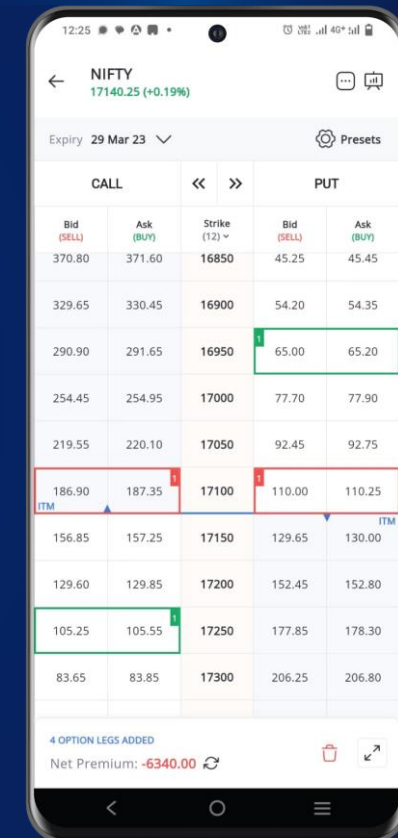 12:25
4G+
NIFTY
17140.25 (+0.19%)
Expiry 29 Mar 23
Presets
CALL PUT
Bid Ask Strike Bid Ask
(SELL) (BUY) (12) (SELL) (BUY)
370.80 371.60 16850 45.25 45.45
329.65 330.45 16900 54.20 54.35
1
290.90 291.65 16950 65.00 65.20
254.45 254.95 17000 77.70 77.90
219.55 220.10 17050 92.45 92.75
1 1
186.90 187.35 17100 110.00 110.25
ITM
ITM
156.85 157.25 17150 129.65 130.00
129.60 129.85 17200 152.45 152.80
1
105.25 105.55 17250 177.85 178.30
83.65 83.85 17300 206.25 206.80
4 OPTION LEGS ADDED
Net Premium: -6340.00